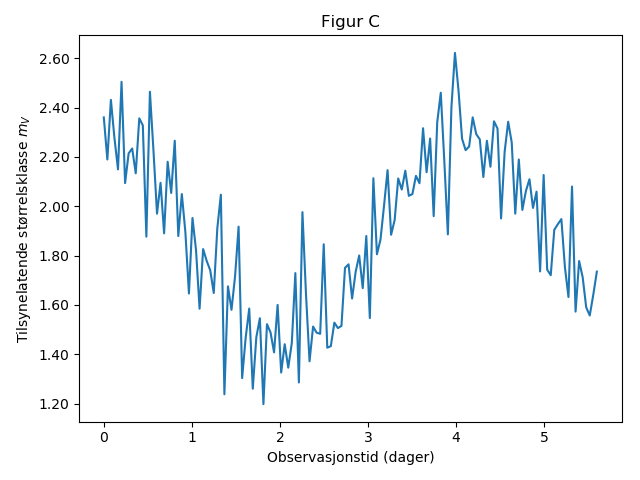 Figur C
Tilsynelatende størrelsklasse $m_V$
2.60
2.40
2.20
2.00
1.80
1.60
1.40
1.20
0 1 2 3 4 5
Observasjonstid (dager)